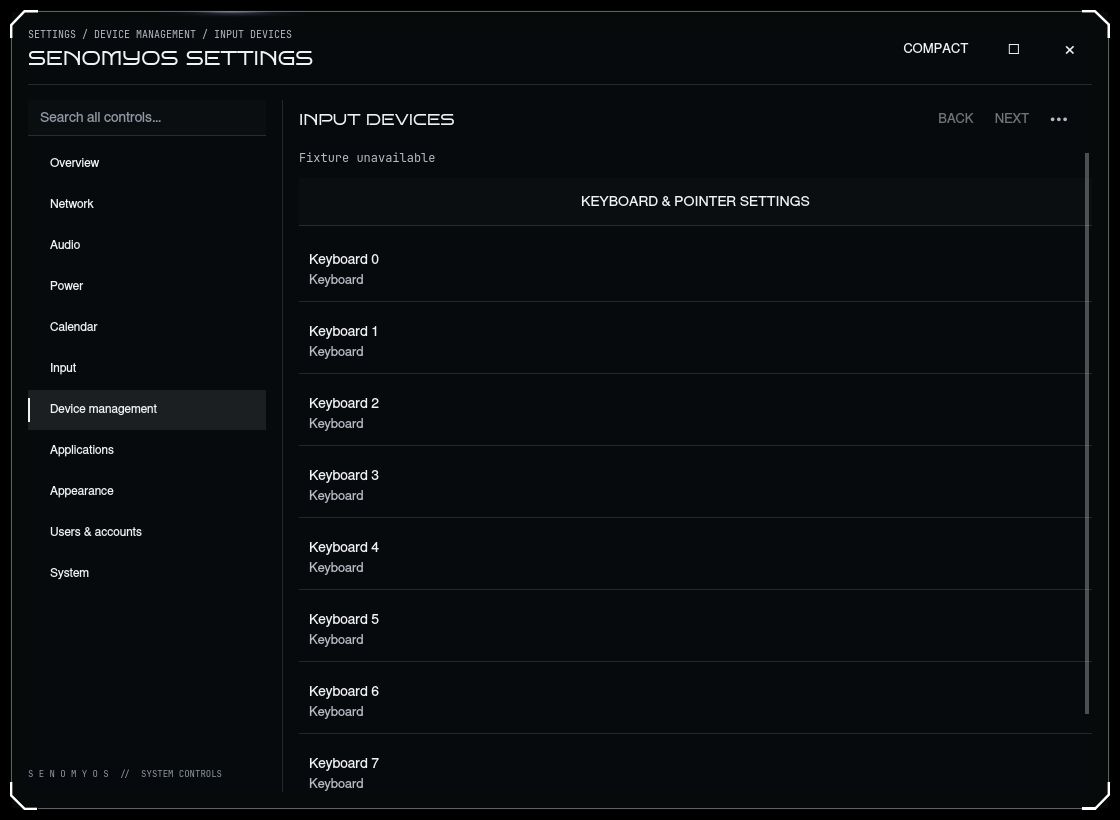 SETTINGS / DEVICE MANAGEMENT / INPUT DEVICES
SENOMYOS SETTINGS
COMPACT
Search all controls...
Overview
Network
Audio
Power
Calendar
Input
Device management
Applications
Appearance
Users & accounts
System
SENOMYOS // SYSTEM CONTROLS
INPUT DEVICES
BACK
NEXT
Fixture unavailable
KEYBOARD & POINTER SETTINGS
Keyboard 0
Keyboard
Keyboard 1
Keyboard
Keyboard 2
Keyboard
Keyboard 3
Keyboard
Keyboard 4
Keyboard
Keyboard 5
Keyboard
Keyboard 6
Keyboard
Keyboard 7
Keyboard